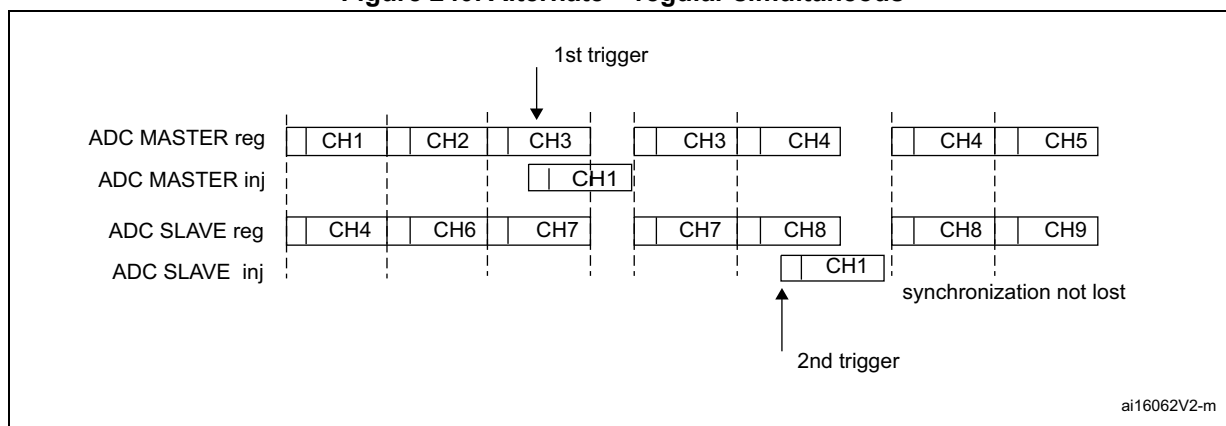 1st trigger
ADC MASTER reg CH1 CH2 CH3 CH3 CH4 CH4 CH5
ADC MASTER inj CH1
ADC SLAVE reg CH4 CH6 CH7 CH7 CH8 CH8 CH9
ADC SLAVE inj CH1
synchronization not lost
2nd trigger
ai16062V2-m